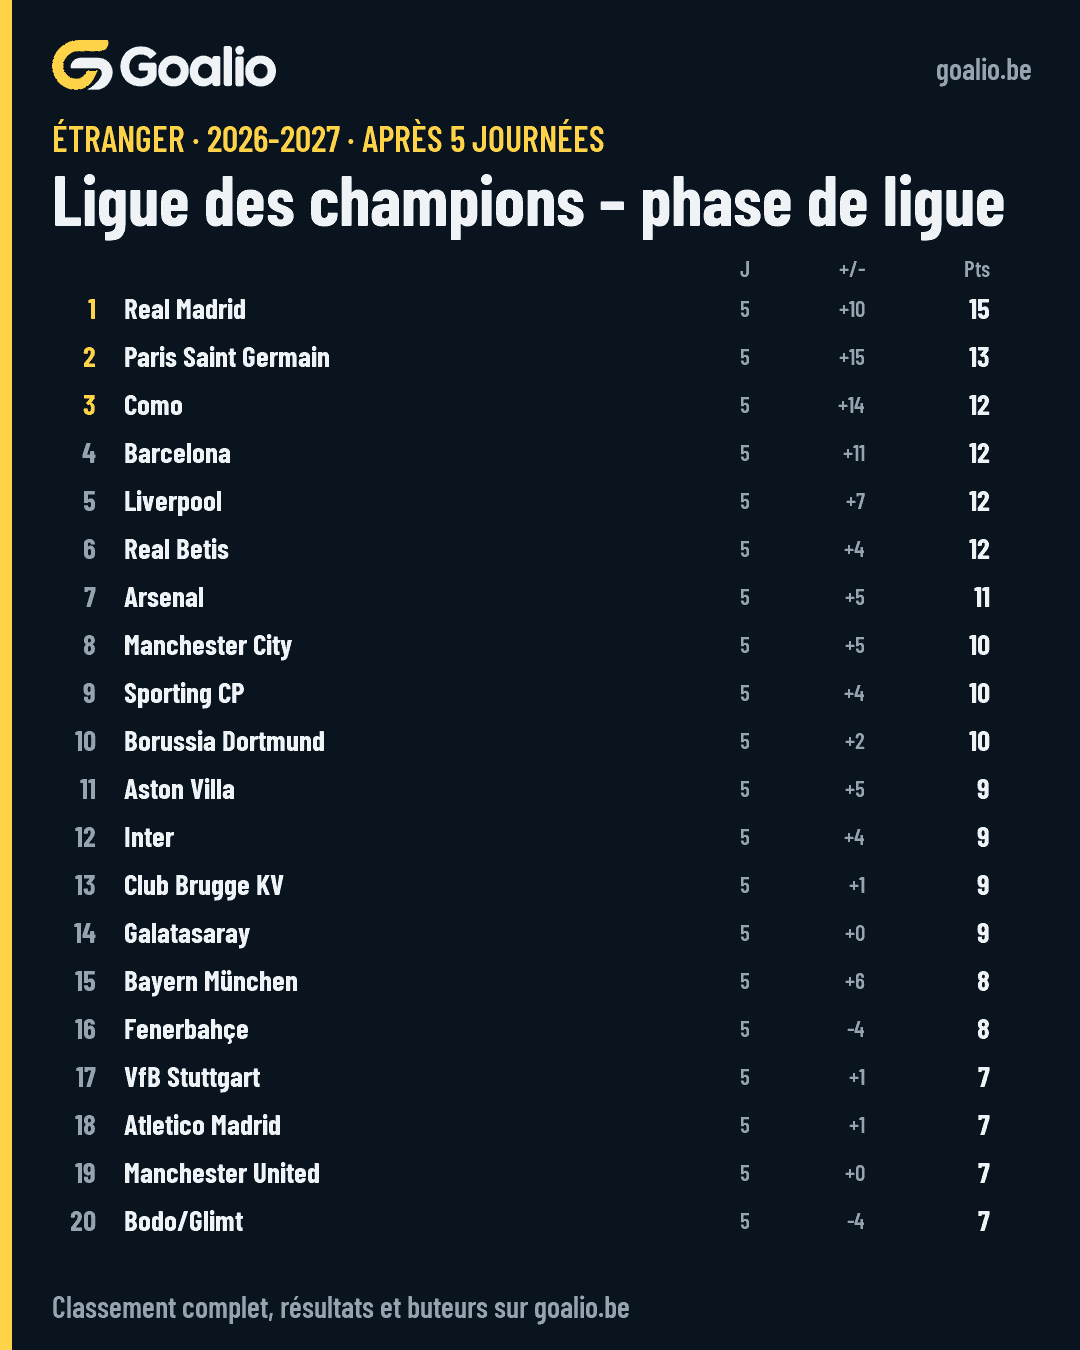 Goalio
goalio.be
ÉTRANGER · 2026-2027 · APRÈS 5 JOURNÉES
Ligue des champions – phase de ligue
J +/- Pts
1 Real Madrid 5 +10 15
2 Paris Saint Germain 5 +15 13
3 Como 5 +14 12
4 Barcelona 5 +11 12
5 Liverpool 5 +7 12
6 Real Betis 5 +4 12
7 Arsenal 5 +5 11
8 Manchester City 5 +5 10
9 Sporting CP 5 +4 10
10 Borussia Dortmund 5 +2 10
11 Aston Villa 5 +5 9
12 Inter 5 +4 9
13 Club Brugge KV 5 +1 9
14 Galatasaray 5 +0 9
15 Bayern München 5 +6 8
16 Fenerbahçe 5 -4 8
17 VfB Stuttgart 5 +1 7
18 Atletico Madrid 5 +1 7
19 Manchester United 5 +0 7
20 Bodo/Glimt 5 -4 7
Classement complet, résultats et buteurs sur goalio.be